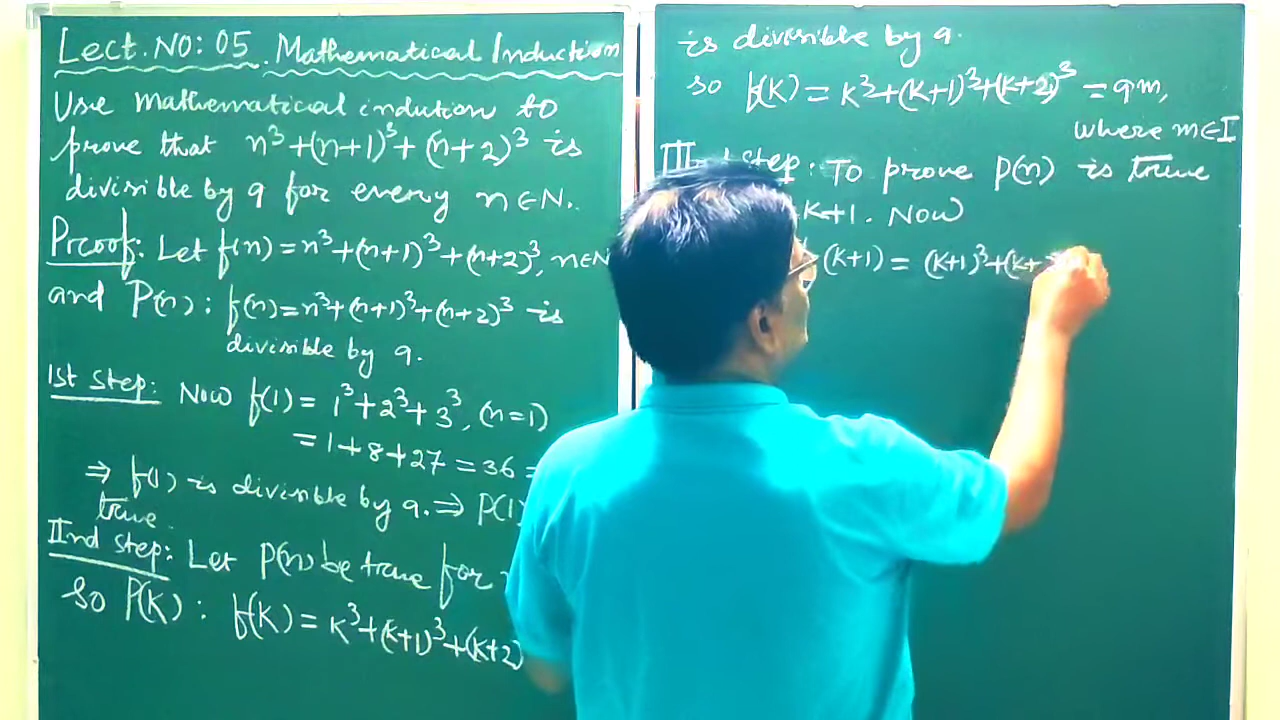 Lect. NO: 05. Mathematical Induction
Use mathematical indution to
prove that n³+(n+1)³+(n+2)³ is
divisible by 9 for every n∈N.
Proof: Let f(n)=n³+(n+1)³+(n+2)³, n∈N
and P(n): f(n)=n³+(n+1)³+(n+2)³ is
divisible by 9.
1st step: Now f(1)= 1³+2³+3³, (n=1)
=1+8+27=36=
⇒ f(1) is divisible by 9.⇒ P(1)
true.
IInd step: Let P(n) be true for
so P(K): f(K)=K³+(K+1)³+(K+2)
is divisible by 9.
so f(K)=K³+(K+1)³+(K+2)³=9m,
where m∈I
step: To prove P(n) is true
K+1. Now
(K+1)=(K+1)³+(K+